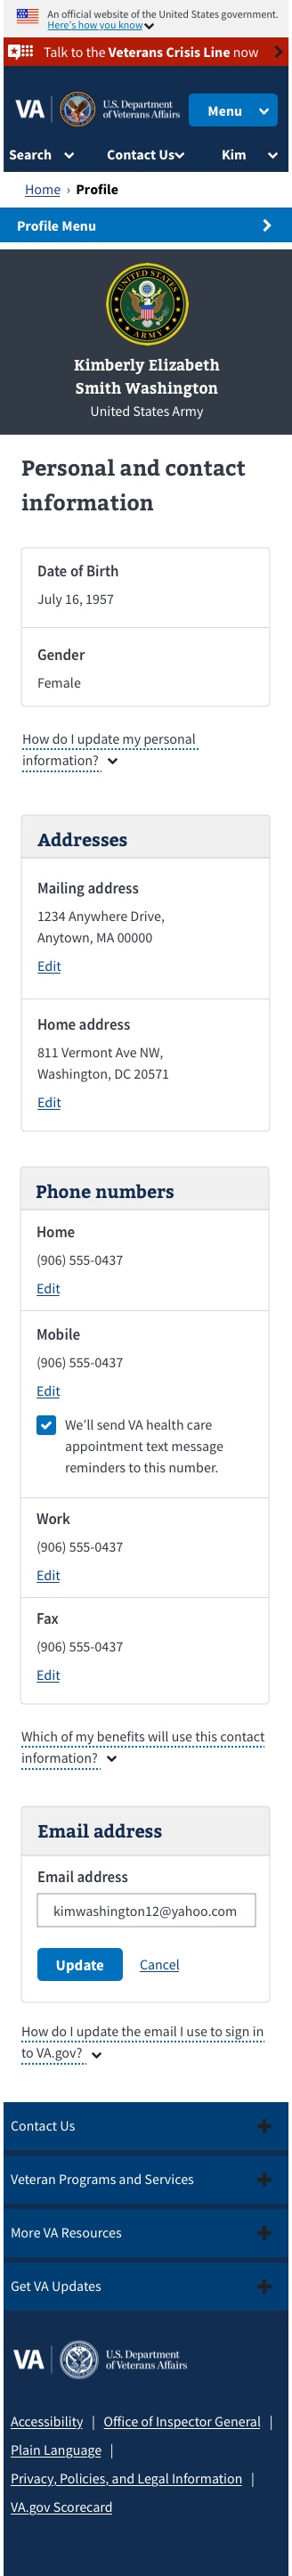 An official website of the United States government.
Here's how you know
Talk to the Veterans Crisis Line now
VA
U.S. Department
of Veterans Affairs
Menu
Search
Contact Us
Kim
Home › Profile
Profile Menu
UNITED STATES
ARMY
Kimberly Elizabeth
Smith Washington
United States Army
Personal and contact
information
Date of Birth
July 16, 1957
Gender
Female
How do I update my personal
information?
Addresses
Mailing address
1234 Anywhere Drive,
Anytown, MA 00000
Edit
Home address
811 Vermont Ave NW,
Washington, DC 20571
Edit
Phone numbers
Home
(906) 555-0437
Edit
Mobile
(906) 555-0437
Edit
We'll send VA health care
appointment text message
reminders to this number.
Work
(906) 555-0437
Edit
Fax
(906) 555-0437
Edit
Which of my benefits will use this contact
information?
Email address
Email address
kimwashington12@yahoo.com
Update
Cancel
How do I update the email I use to sign in
to VA.gov?
Contact Us
Veteran Programs and Services
More VA Resources
Get VA Updates
VA
U.S. Department
of Veterans Affairs
Accessibility | Office of Inspector General |
Plain Language |
Privacy, Policies, and Legal Information |
VA.gov Scorecard